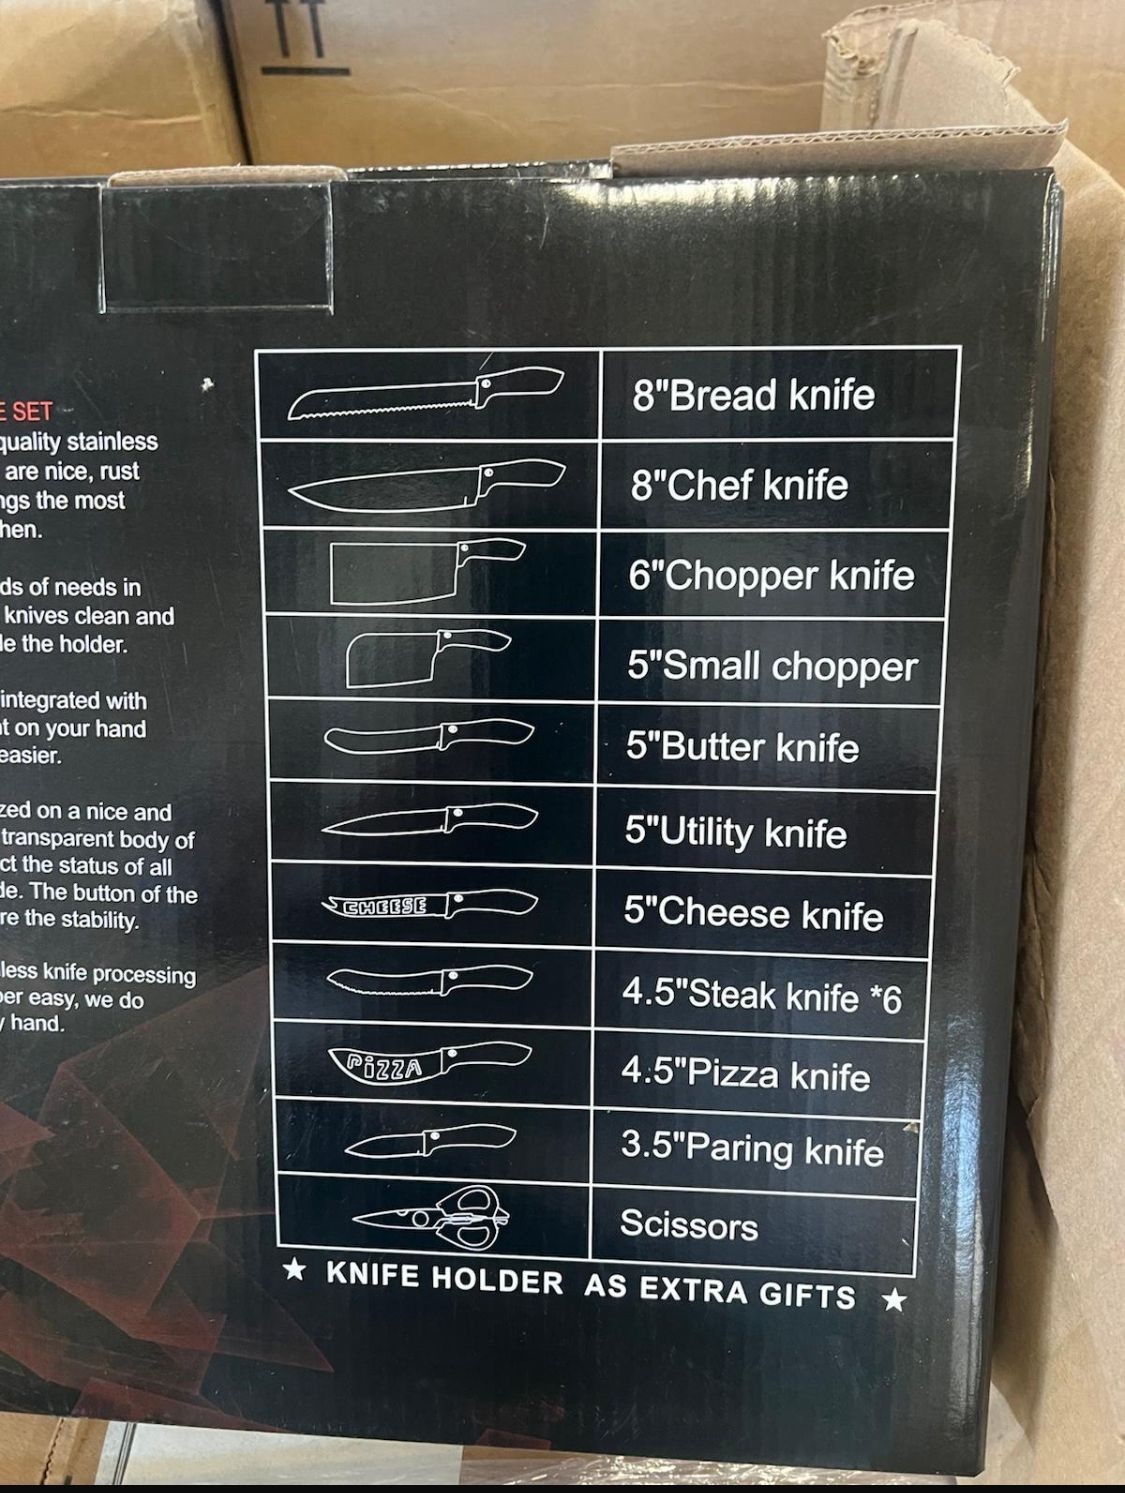 E SET
quality stainless
are nice, rust
ngs the most
hen.
ds of needs in
knives clean and
le the holder.
integrated with
at on your hand
easier.
zed on a nice and
transparent body of
ct the status of all
de. The button of the
re the stability.
less knife processing
per easy, we do
y hand.
8"Bread knife
8"Chef knife
6"Chopper knife
5"Small chopper
5"Butter knife
5"Utility knife
CHEESE 5"Cheese knife
4.5"Steak knife *6
PiZZA 4.5"Pizza knife
3.5"Paring knife
Scissors
★ KNIFE HOLDER AS EXTRA GIFTS ★